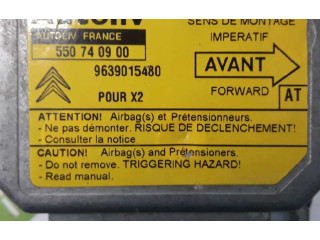 Autoliv
SENS DE MONTAGE
AUTOLIV FRANCE
IMPERATIF
550 74 09 00
AVANT
9639015480
POUR X2
FORWARD
AT
ATTENTION! Airbag(s) et Prétensionneurs.
- Ne pas démonter. RISQUE DE DECLENCHEMENT!
- Consulter la notice
CAUTION! Airbag(s) and Pretensioners.
- Do not remove. TRIGGERING HAZARD!
- Read manual.